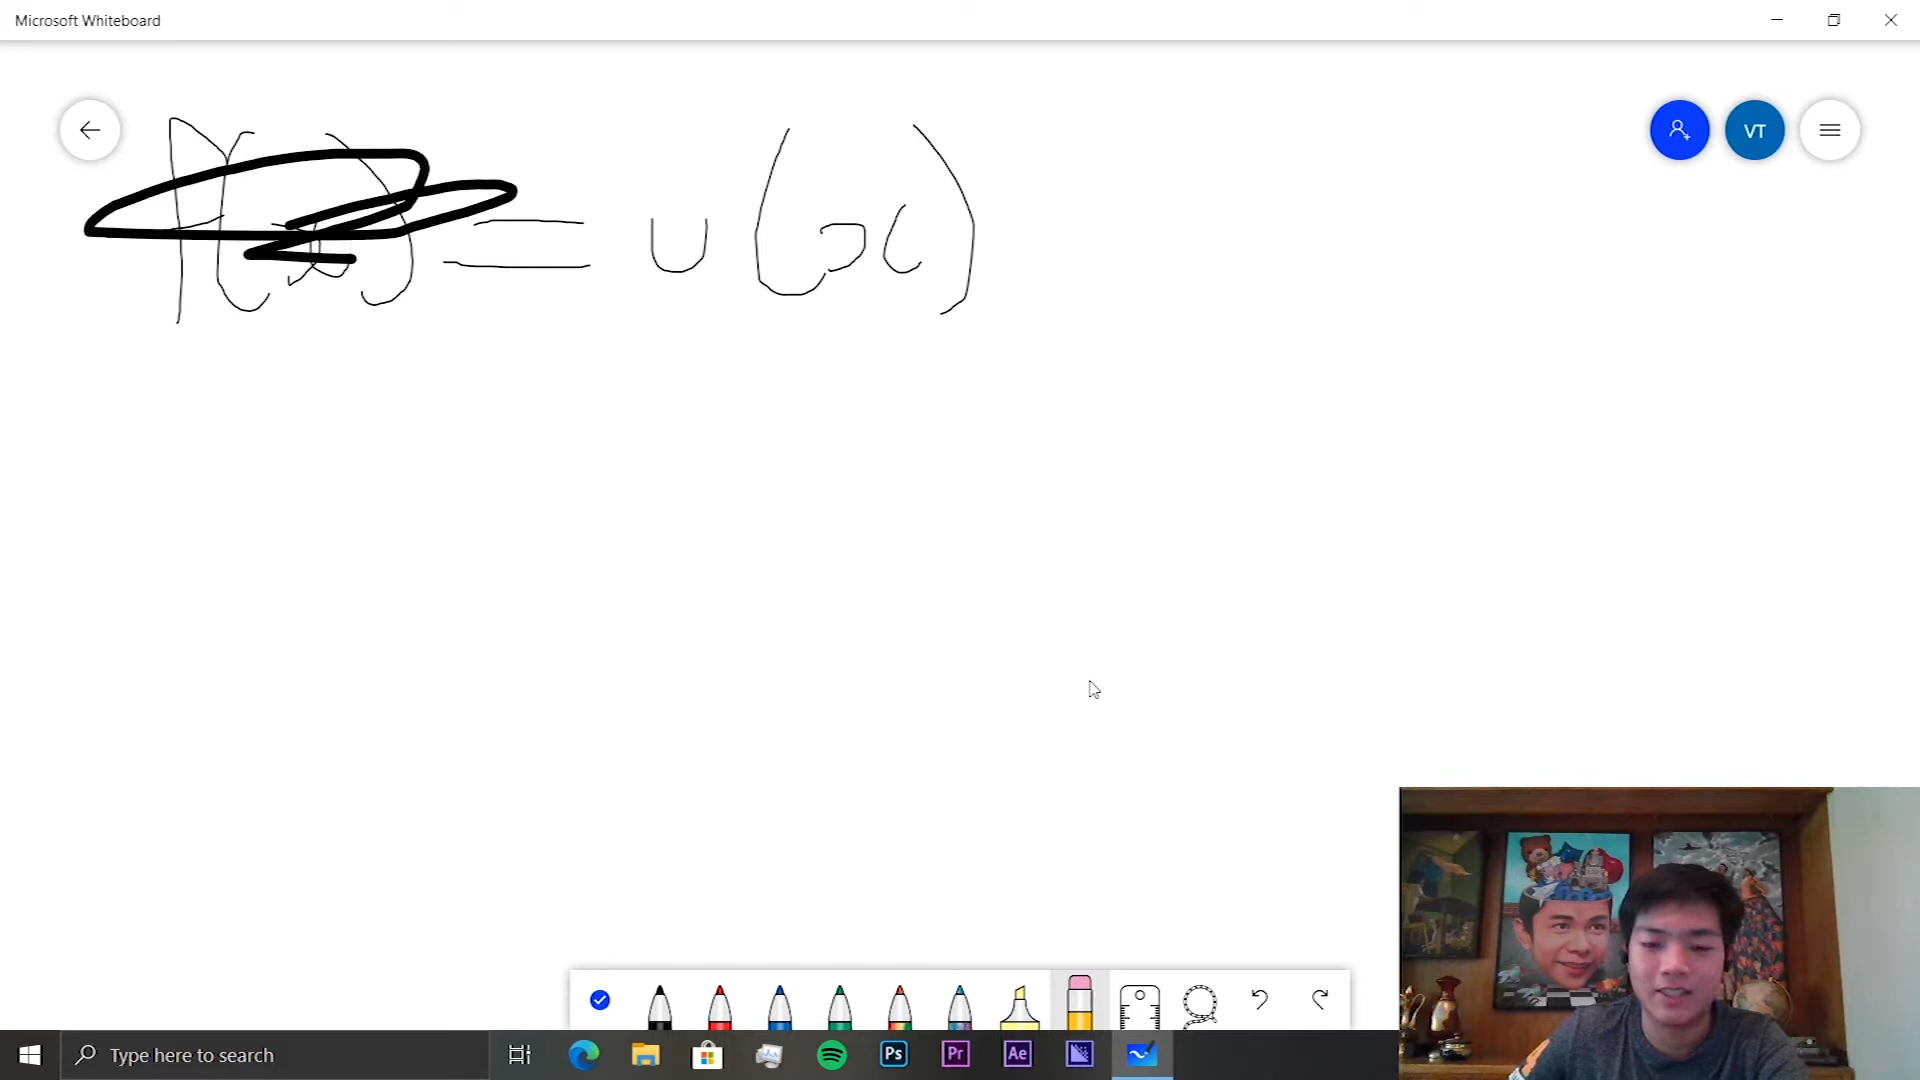 Microsoft Whiteboard
VT
= u (x)
Type here to search
Ps
Pr
Ae